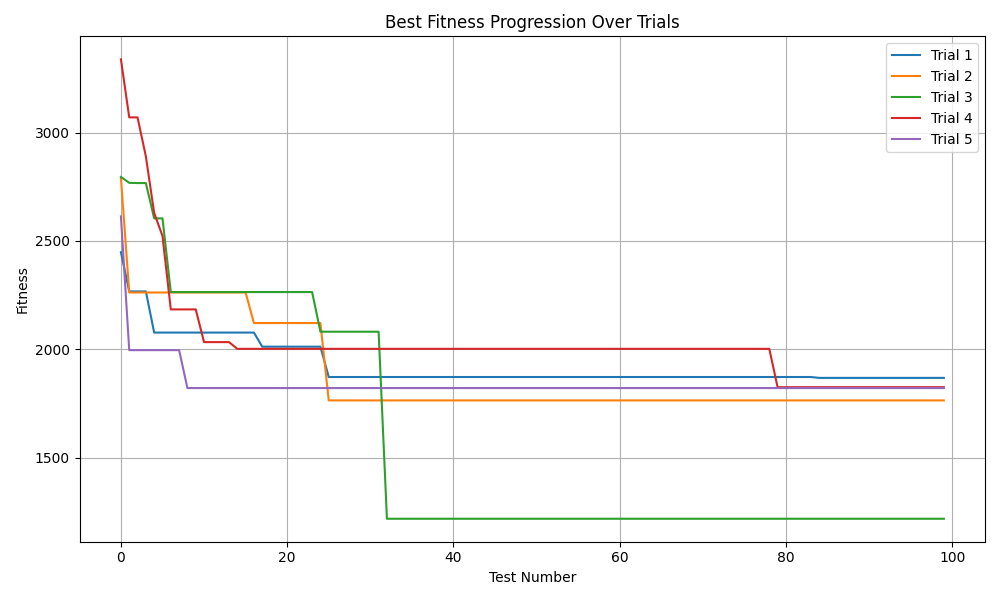 Best Fitness Progression Over Trials
Trial 1
Trial 2
Trial 3
Trial 4
Trial 5
Fitness
3000
2500
2000
1500
0 20 40 60 80 100
Test Number